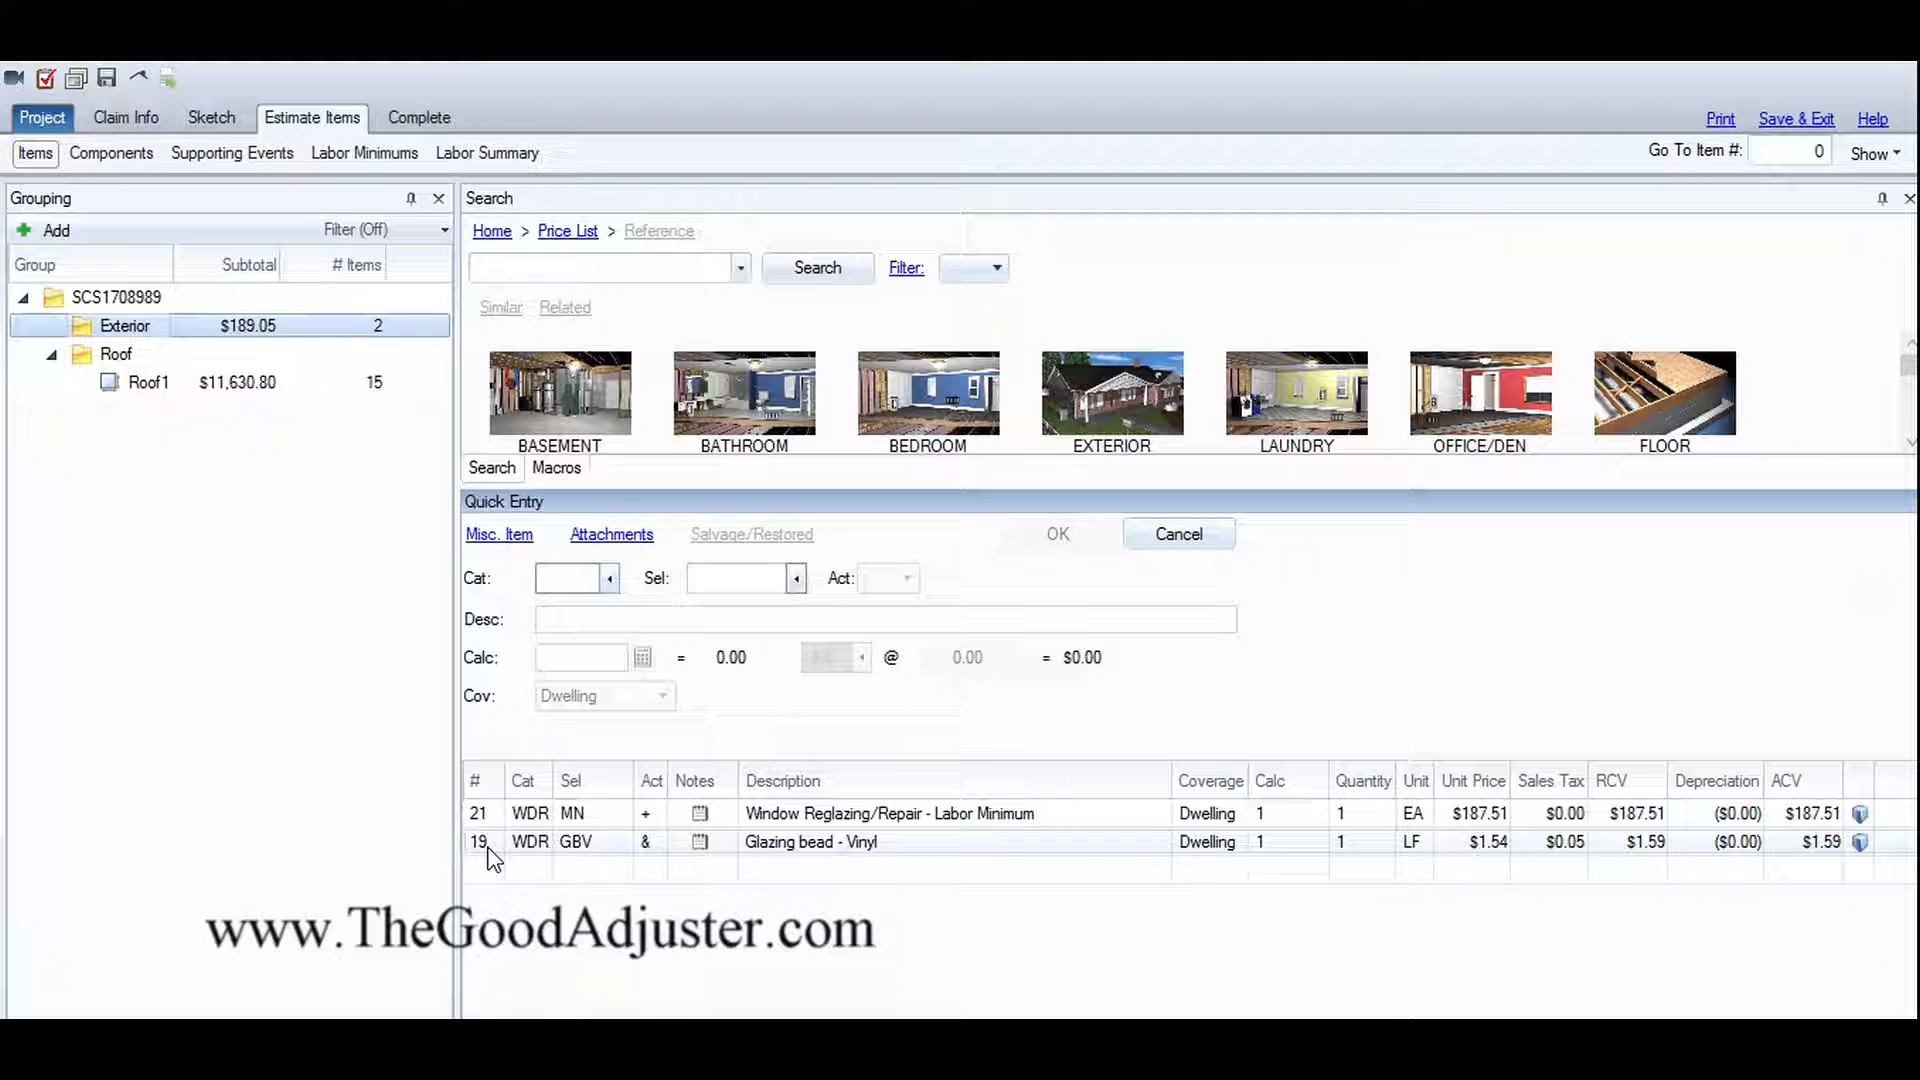 Project Claim Info Sketch Estimate Items Complete Print Save & Exit Help
Items Components Supporting Events Labor Minimums Labor Summary Go To Item #: 0 Show
Grouping
Add Filter (Off)
Group Subtotal # Items
SCS1708989
Exterior $189.05 2
Roof
Roof1 $11,630.80 15
Search
Home > Price List > Reference
Search Filter:
Similar Related
BASEMENT BATHROOM BEDROOM EXTERIOR LAUNDRY OFFICE/DEN FLOOR
Search Macros
Quick Entry
Misc. Item Attachments Salvage/Restored OK Cancel
Cat: Sel: Act:
Desc:
Calc: = 0.00 @ 0.00 = $0.00
Cov: Dwelling
# Cat Sel Act Notes Description Coverage Calc Quantity Unit Unit Price Sales Tax RCV Depreciation ACV
21 WDR MN + Window Reglazing/Repair - Labor Minimum Dwelling 1 1 EA $187.51 $0.00 $187.51 ($0.00) $187.51
19 WDR GBV & Glazing bead - Vinyl Dwelling 1 1 LF $1.54 $0.05 $1.59 ($0.00) $1.59
www.TheGoodAdjuster.com